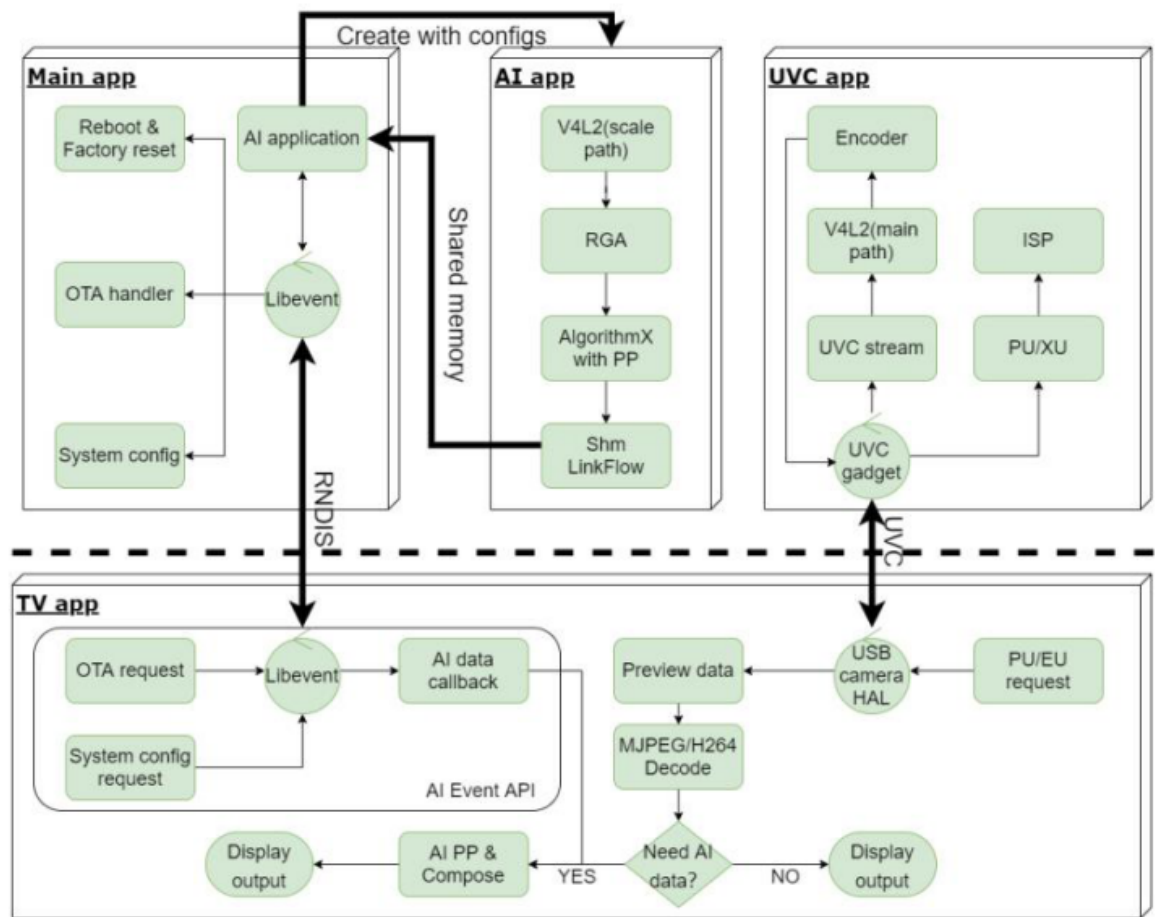 Create with configs
Main app
Reboot &
Factory reset
AI application
OTA handler
Libevent
System config
Shared memory
RNDIS
AI app
V4L2(scale
path)
RGA
AlgorithmX
with PP
Shm
LinkFlow
UVC app
Encoder
V4L2(main
path)
ISP
UVC stream
PU/XU
UVC
gadget
UVC
TV app
OTA request
Libevent
AI data
callback
System config
request
AI Event API
Preview data
USB
camera
HAL
PU/EU
request
MJPEG/H264
Decode
Display
output
AI PP &
Compose
YES
Need AI
data?
NO
Display
output